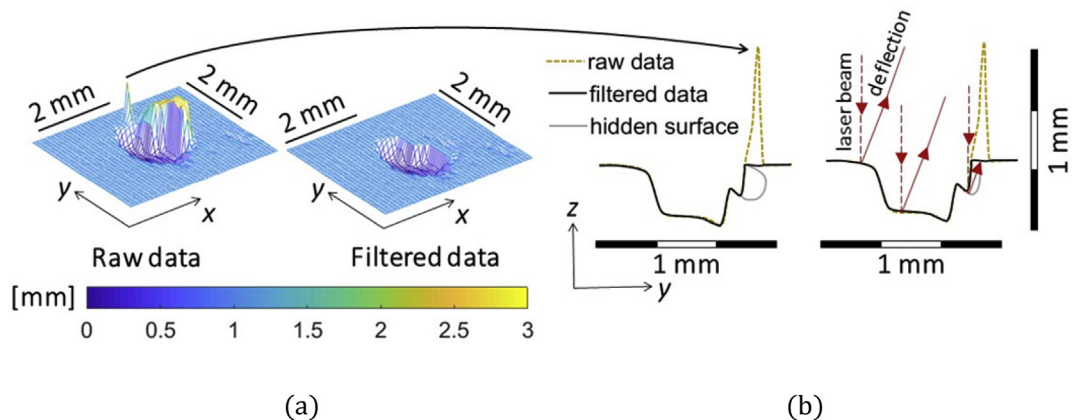 2 mm
2 mm
y
x
Raw data
2 mm
2 mm
y
x
Filtered data
[mm]
0 0.5 1 1.5 2 2.5 3
(a)
raw data
filtered data
hidden surface
z
y
1 mm
laser beam
deflection
1 mm
1 mm
(b)